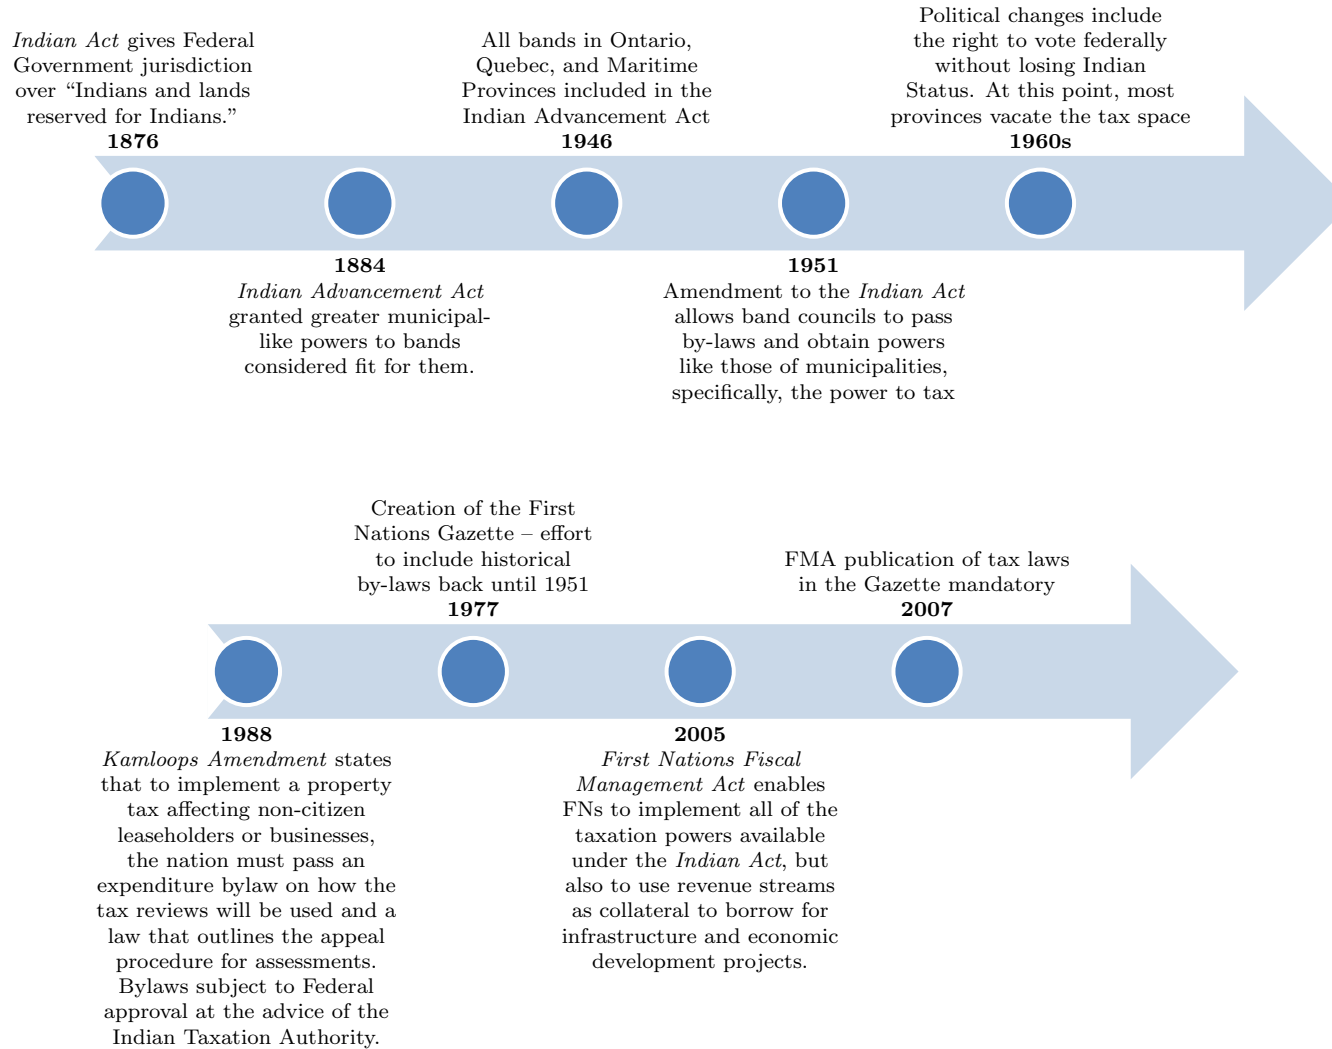 Indian Act gives Federal
Government jurisdiction
over “Indians and lands
reserved for Indians.”
1876
1884
Indian Advancement Act
granted greater municipal-
like powers to bands
considered fit for them.
All bands in Ontario,
Quebec, and Maritime
Provinces included in the
Indian Advancement Act
1946
1951
Amendment to the Indian Act
allows band councils to pass
by-laws and obtain powers
like those of municipalities,
specifically, the power to tax
Political changes include
the right to vote federally
without losing Indian
Status. At this point, most
provinces vacate the tax space
1960s
1988
Kamloops Amendment states
that to implement a property
tax affecting non-citizen
leaseholders or businesses,
the nation must pass an
expenditure bylaw on how the
tax reviews will be used and a
law that outlines the appeal
procedure for assessments.
Bylaws subject to Federal
approval at the advice of the
Indian Taxation Authority.
Creation of the First
Nations Gazette – effort
to include historical
by-laws back until 1951
1977
2005
First Nations Fiscal
Management Act enables
FNs to implement all of the
taxation powers available
under the Indian Act, but
also to use revenue streams
as collateral to borrow for
infrastructure and economic
development projects.
FMA publication of tax laws
in the Gazette mandatory
2007